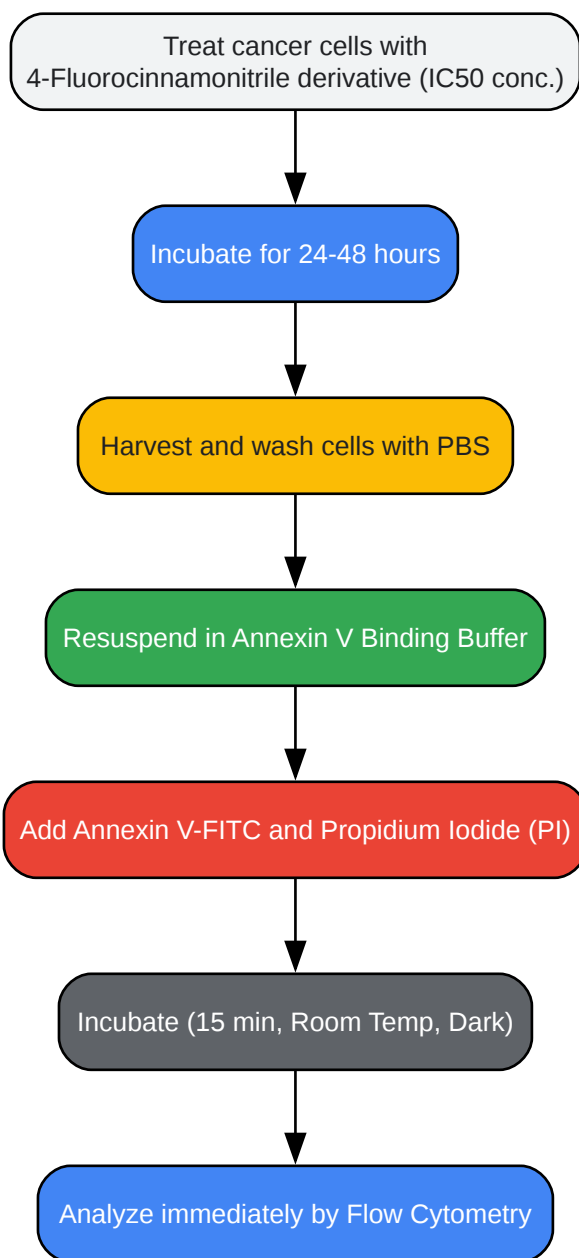 Treat cancer cells with
4-Fluorocinnamonitrile derivative (IC50 conc.)
Incubate for 24-48 hours
Harvest and wash cells with PBS
Resuspend in Annexin V Binding Buffer
Add Annexin V-FITC and Propidium Iodide (PI)
Incubate (15 min, Room Temp, Dark)
Analyze immediately by Flow Cytometry